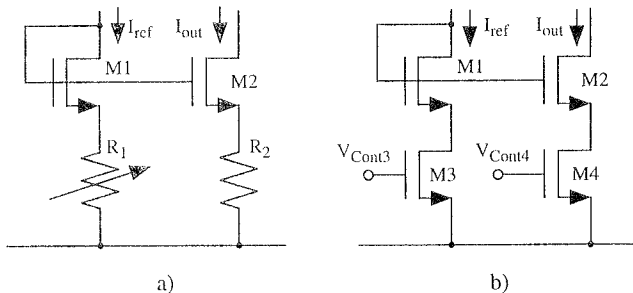 I_ref I_out I_ref I_out
M1 M2 M1 M2
R_1 R_2 V_Cont3 M3 V_Cont4 M4
a) b)